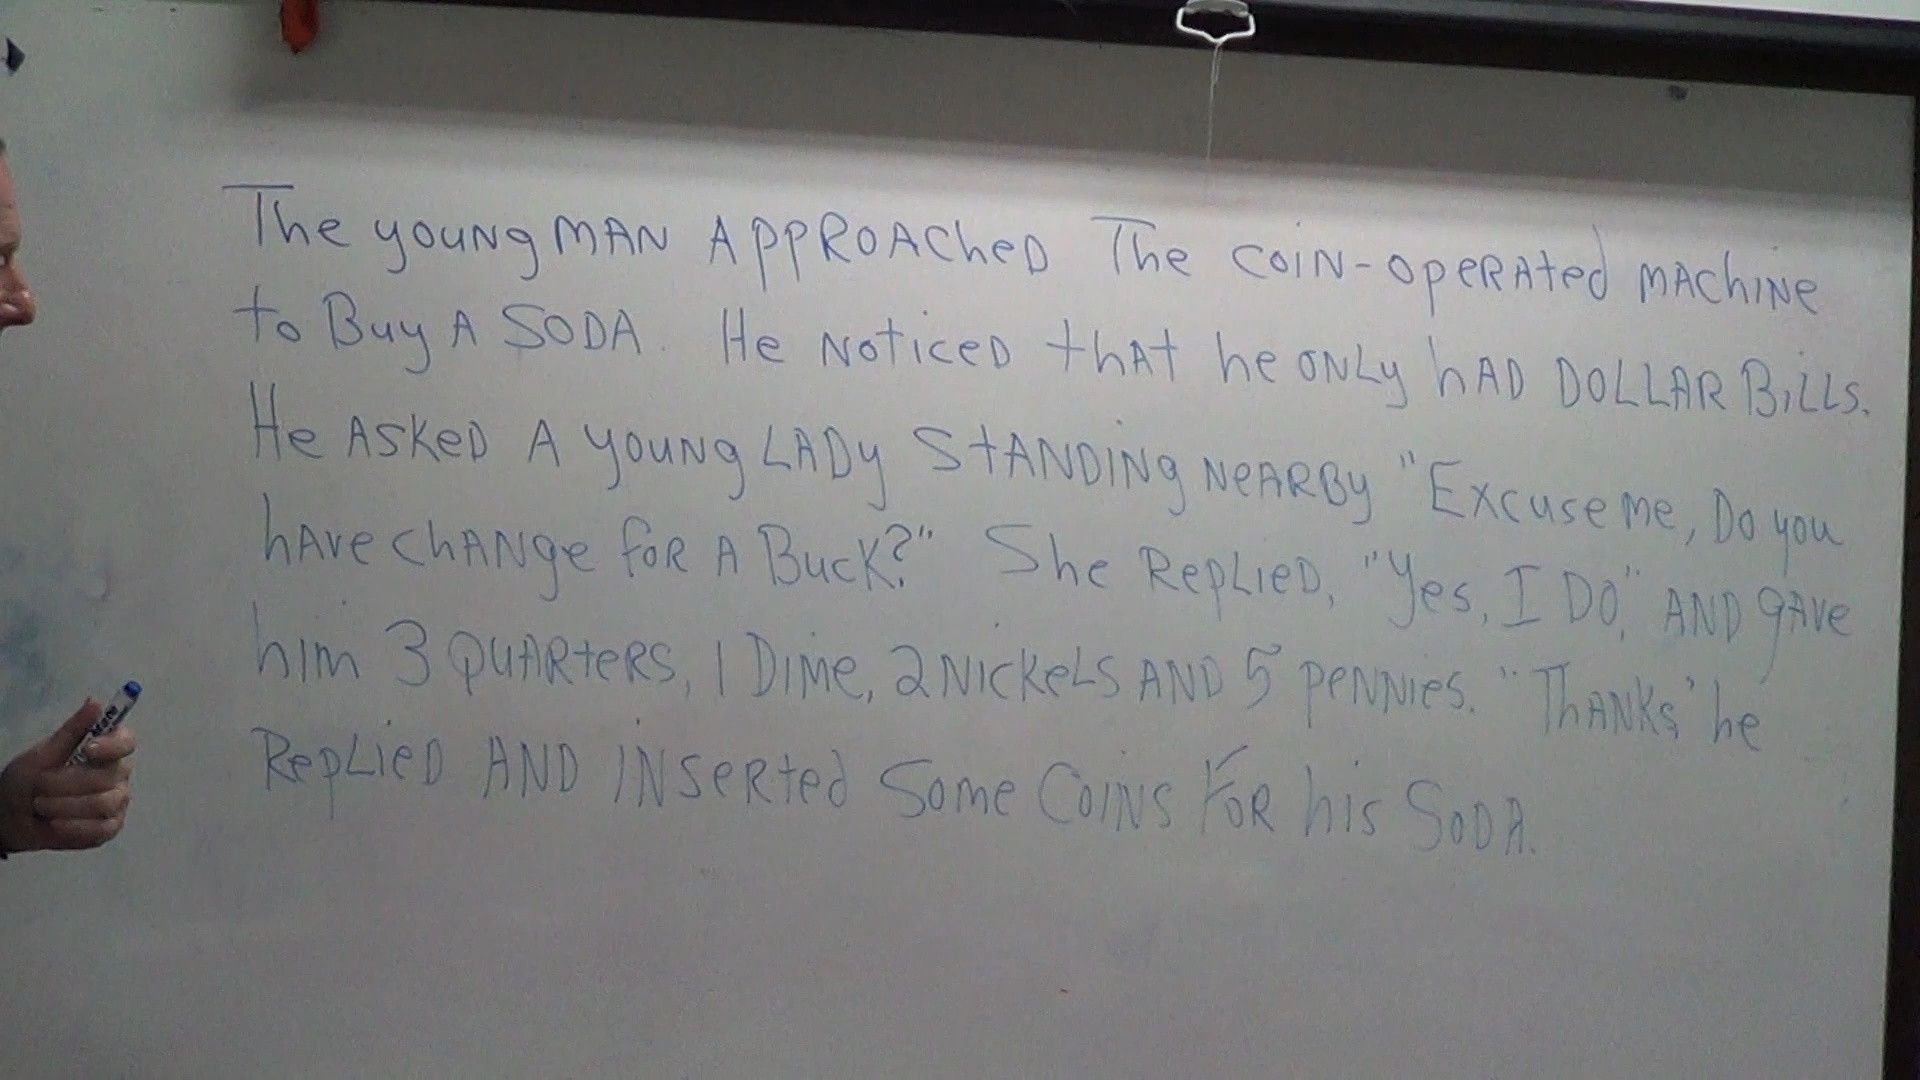 The young MAN APPROACheD The COIN-OPERAted MAChINe
to Buy A SODA. He NOTICeD thAt he ONLy hAD DOLLAR BiLLS.
He ASKeD A young LADy StANDINg NeARBy "Excuse me, Do you
hAve chANge foR A BucK?" She RepLieD, "Yes, I DO," AND gAve
him 3 QUARteRS, 1 Dime, 2 NickeLS AND 5 peNNies. "ThANKS,' he
RepLieD AND INSeRted Some COINS FOR his SODA.